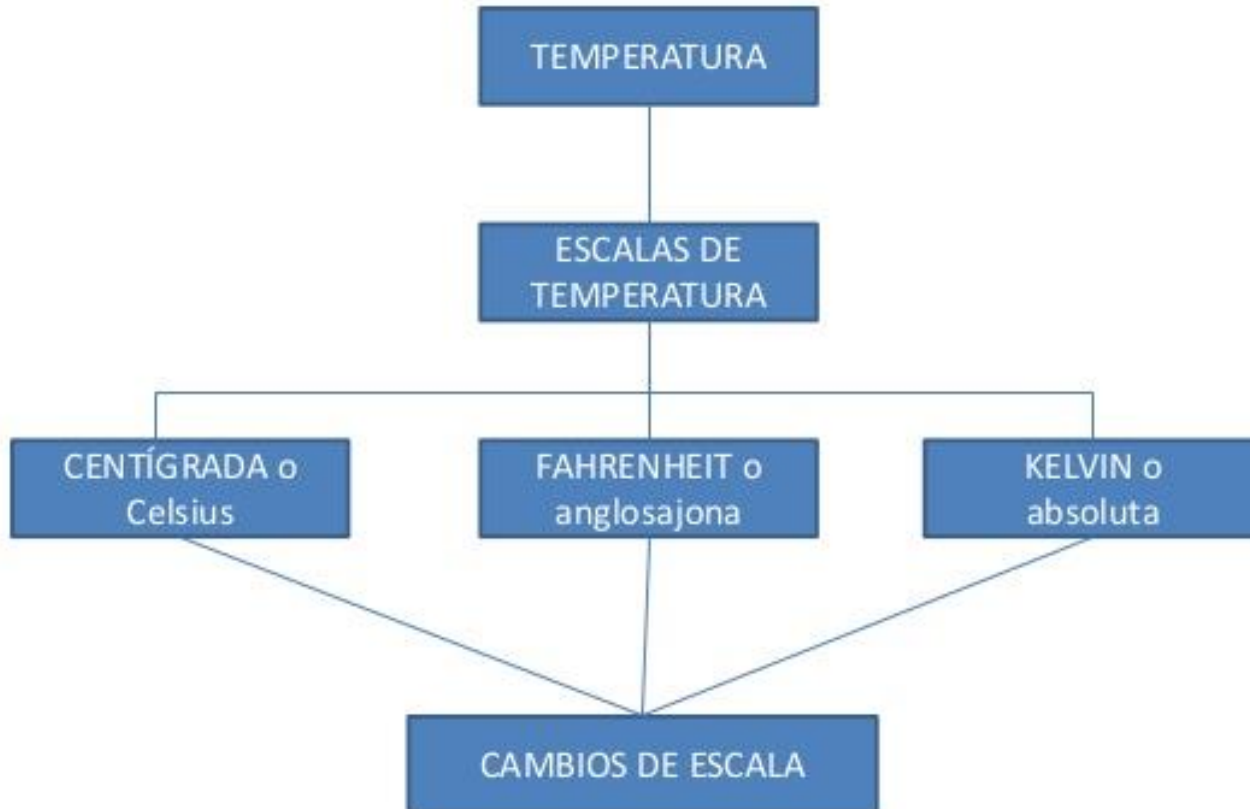 TEMPERATURA
ESCALAS DE
TEMPERATURA
CENTÍGRADA o
Celsius
FAHRENHEIT o
anglosajona
KELVIN o
absoluta
CAMBIOS DE ESCALA